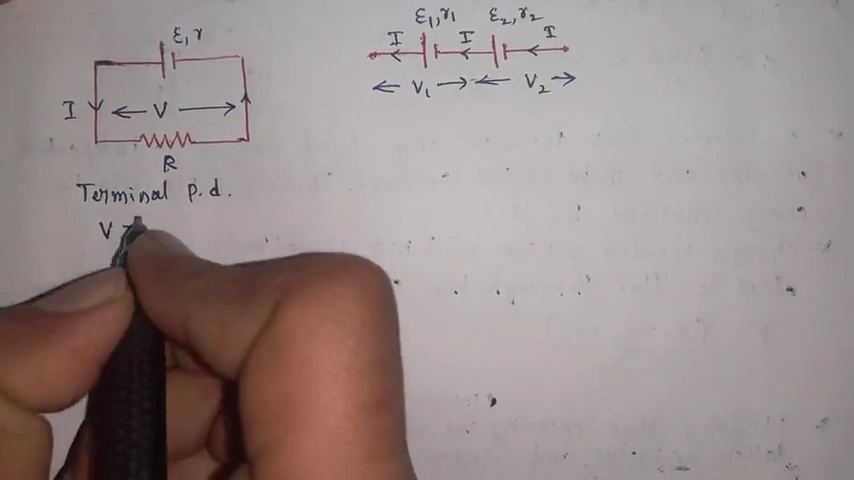 ε, r
I
V
R
Terminal p.d.
V
ε₁, r₁ ε₂, r₂
I I I
V₁ V₂